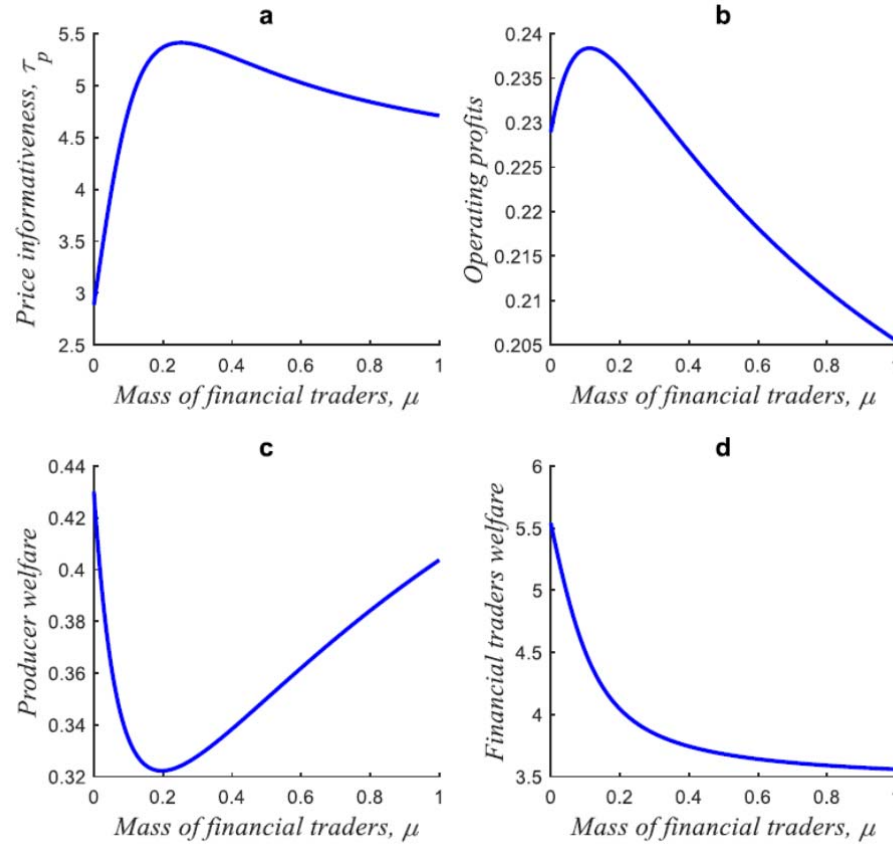 a
5.5
5
4.5
4
3.5
3
2.5
Price informativeness, τp
0 0.2 0.4 0.6 0.8 1
Mass of financial traders, μ
b
0.24
0.235
0.23
0.225
0.22
0.215
0.21
0.205
Operating profits
0 0.2 0.4 0.6 0.8 1
Mass of financial traders, μ
c
0.44
0.42
0.4
0.38
0.36
0.34
0.32
Producer welfare
0 0.2 0.4 0.6 0.8 1
Mass of financial traders, μ
d
6
5.5
5
4.5
4
3.5
Financial traders welfare
0 0.2 0.4 0.6 0.8 1
Mass of financial traders, μ